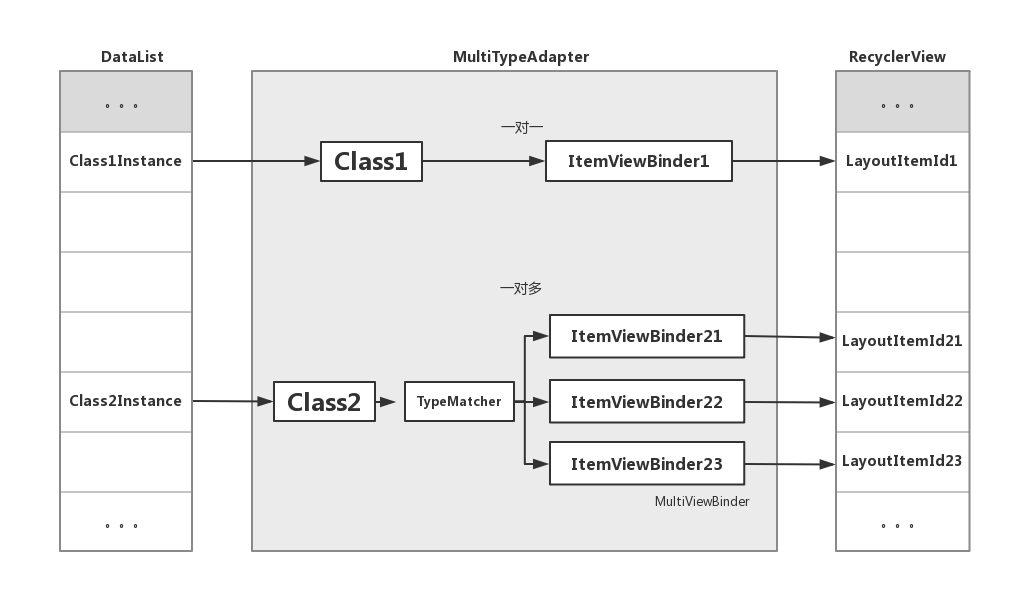 DataList
MultiTypeAdapter
RecyclerView
。。。
。。。
一对一
Class1Instance
Class1
ItemViewBinder1
LayoutItemId1
一对多
ItemViewBinder21
LayoutItemId21
Class2Instance
Class2
TypeMatcher
ItemViewBinder22
LayoutItemId22
ItemViewBinder23
LayoutItemId23
MultiViewBinder
。。。
。。。